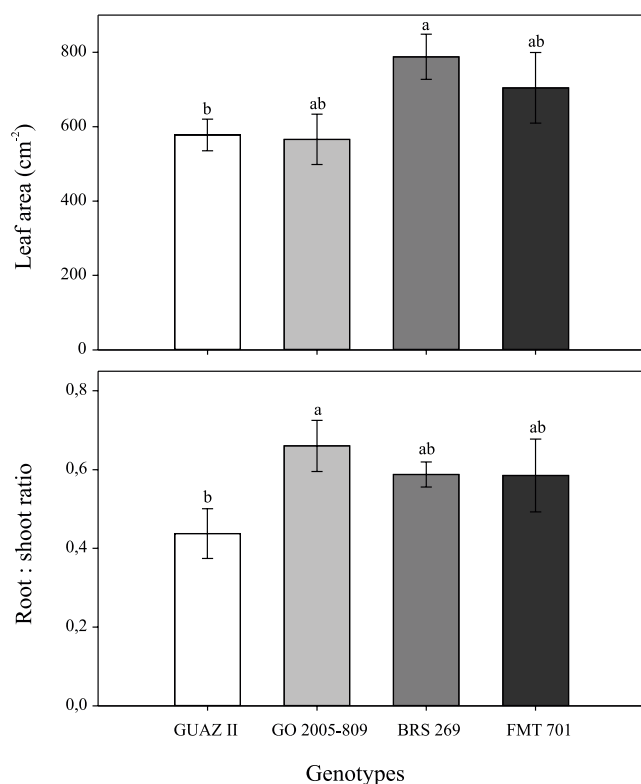 Leaf area (cm-2)
800
600
400
200
0
b
ab
a
ab
Root : shoot ratio
0,8
0,6
0,4
0,2
0,0
b
a
ab
ab
GUAZ II
GO 2005-809
BRS 269
FMT 701
Genotypes